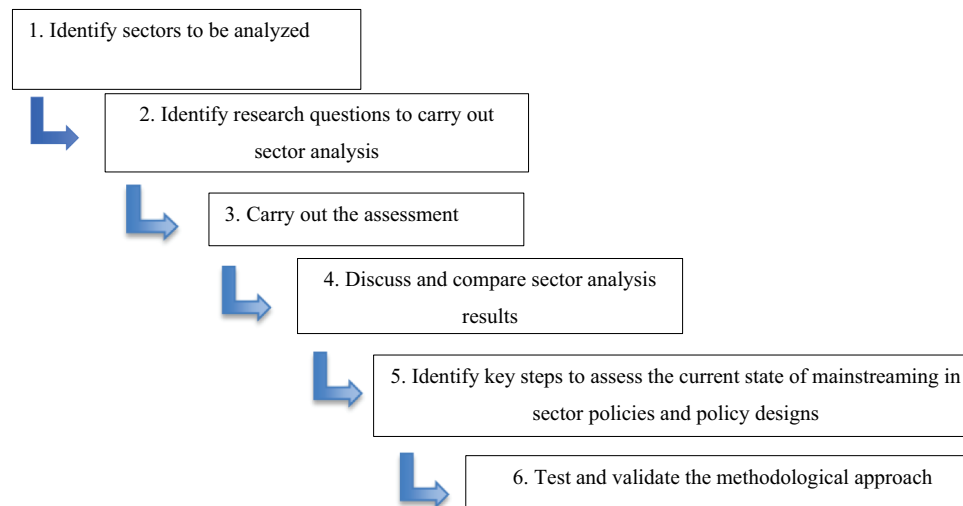 1. Identify sectors to be analyzed
2. Identify research questions to carry out
sector analysis
3. Carry out the assessment
4. Discuss and compare sector analysis
results
5. Identify key steps to assess the current state of mainstreaming in
sector policies and policy designs
6. Test and validate the methodological approach